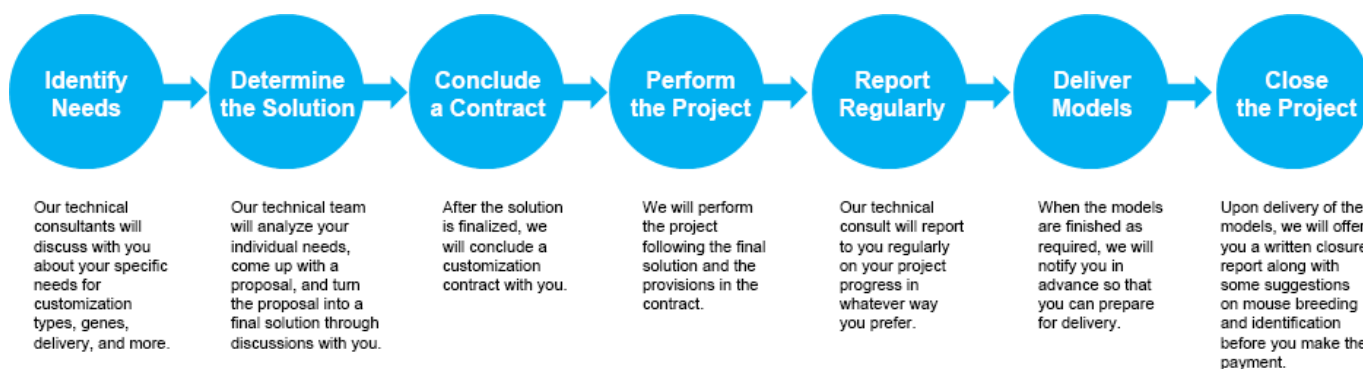 Identify
Needs
Determine
the Solution
Conclude
a Contract
Perform
the Project
Report
Regularly
Deliver
Models
Close
the Project
Our technical
consultants will
discuss with you
about your specific
needs for
customization
types, genes,
delivery, and more.
Our technical team
will analyze your
individual needs,
come up with a
proposal, and turn
the proposal into a
final solution through
discussions with you.
After the solution
is finalized, we
will conclude a
customization
contract with you.
We will perform
the project
following the final
solution and the
provisions in the
contract.
Our technical
consult will report
to you regularly
on your project
progress in
whatever way
you prefer.
When the models
are finished as
required, we will
notify you in
advance so that
you can prepare
for delivery.
Upon delivery of the
models, we will offer
you a written closure
report along with
some suggestions
on mouse breeding
and identification
before you make the
payment.